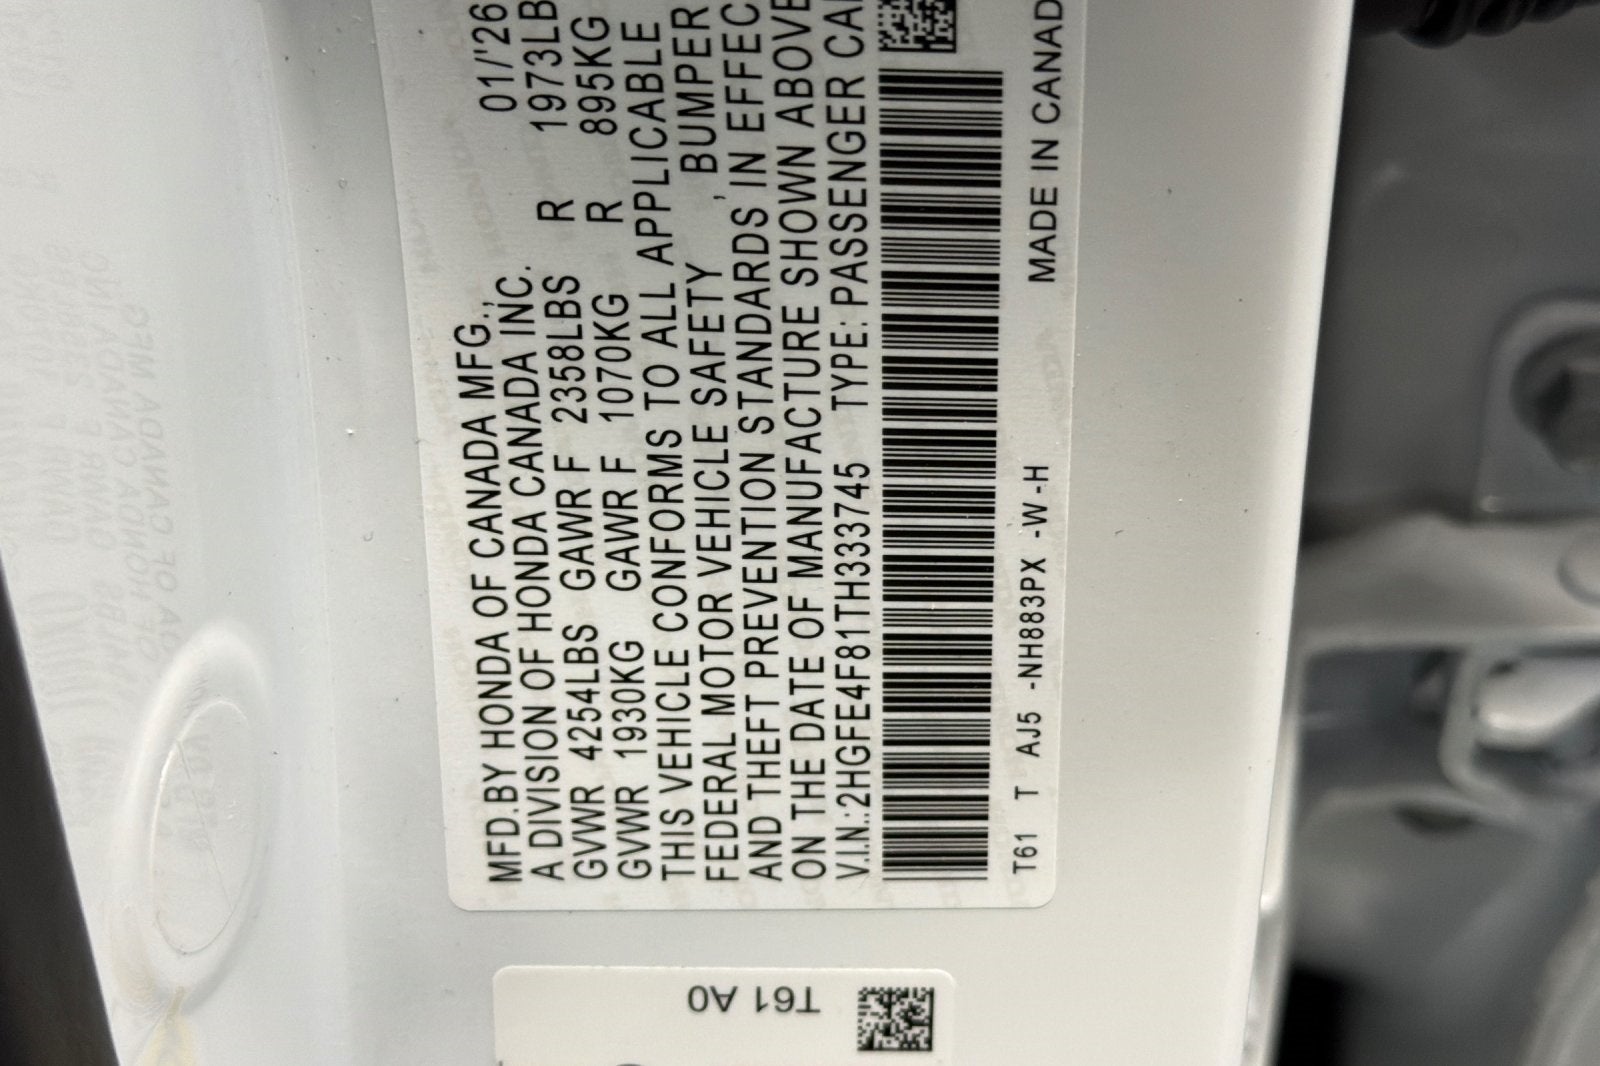 MFD.BY HONDA OF CANADA MFG.,
A DIVISION OF HONDA CANADA INC. 01/'26
GVWR 4254LBS GAWR F 2358LBS R 1973LB
GVWR 1930KG GAWR F 1070KG R 895KG
THIS VEHICLE CONFORMS TO ALL APPLICABLE
FEDERAL MOTOR VEHICLE SAFETY , BUMPER
AND THEFT PREVENTION STANDARDS IN EFFEC
ON THE DATE OF MANUFACTURE SHOWN ABOVE
V.I.N.:2HGFE4F81TH333745 TYPE: PASSENGER CAR
T61 T AJ5 -NH883PX -W-H MADE IN CANAD
T61 A0